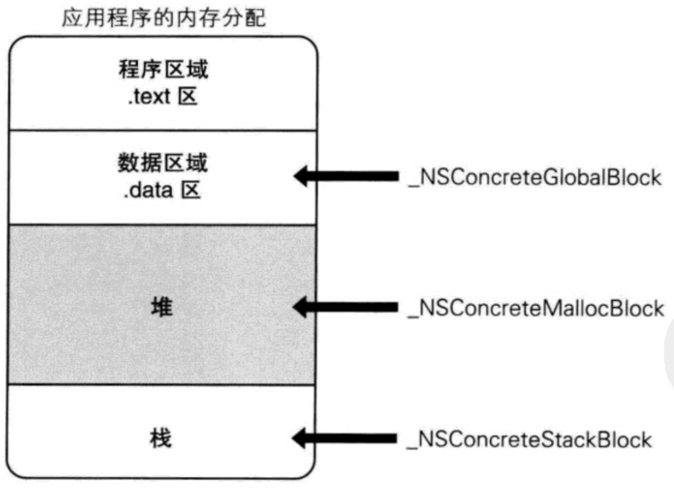 应用程序的内存分配
程序区域
.text 区
数据区域
.data 区
_NSConcreteGlobalBlock
堆
_NSConcreteMallocBlock
栈
_NSConcreteStackBlock